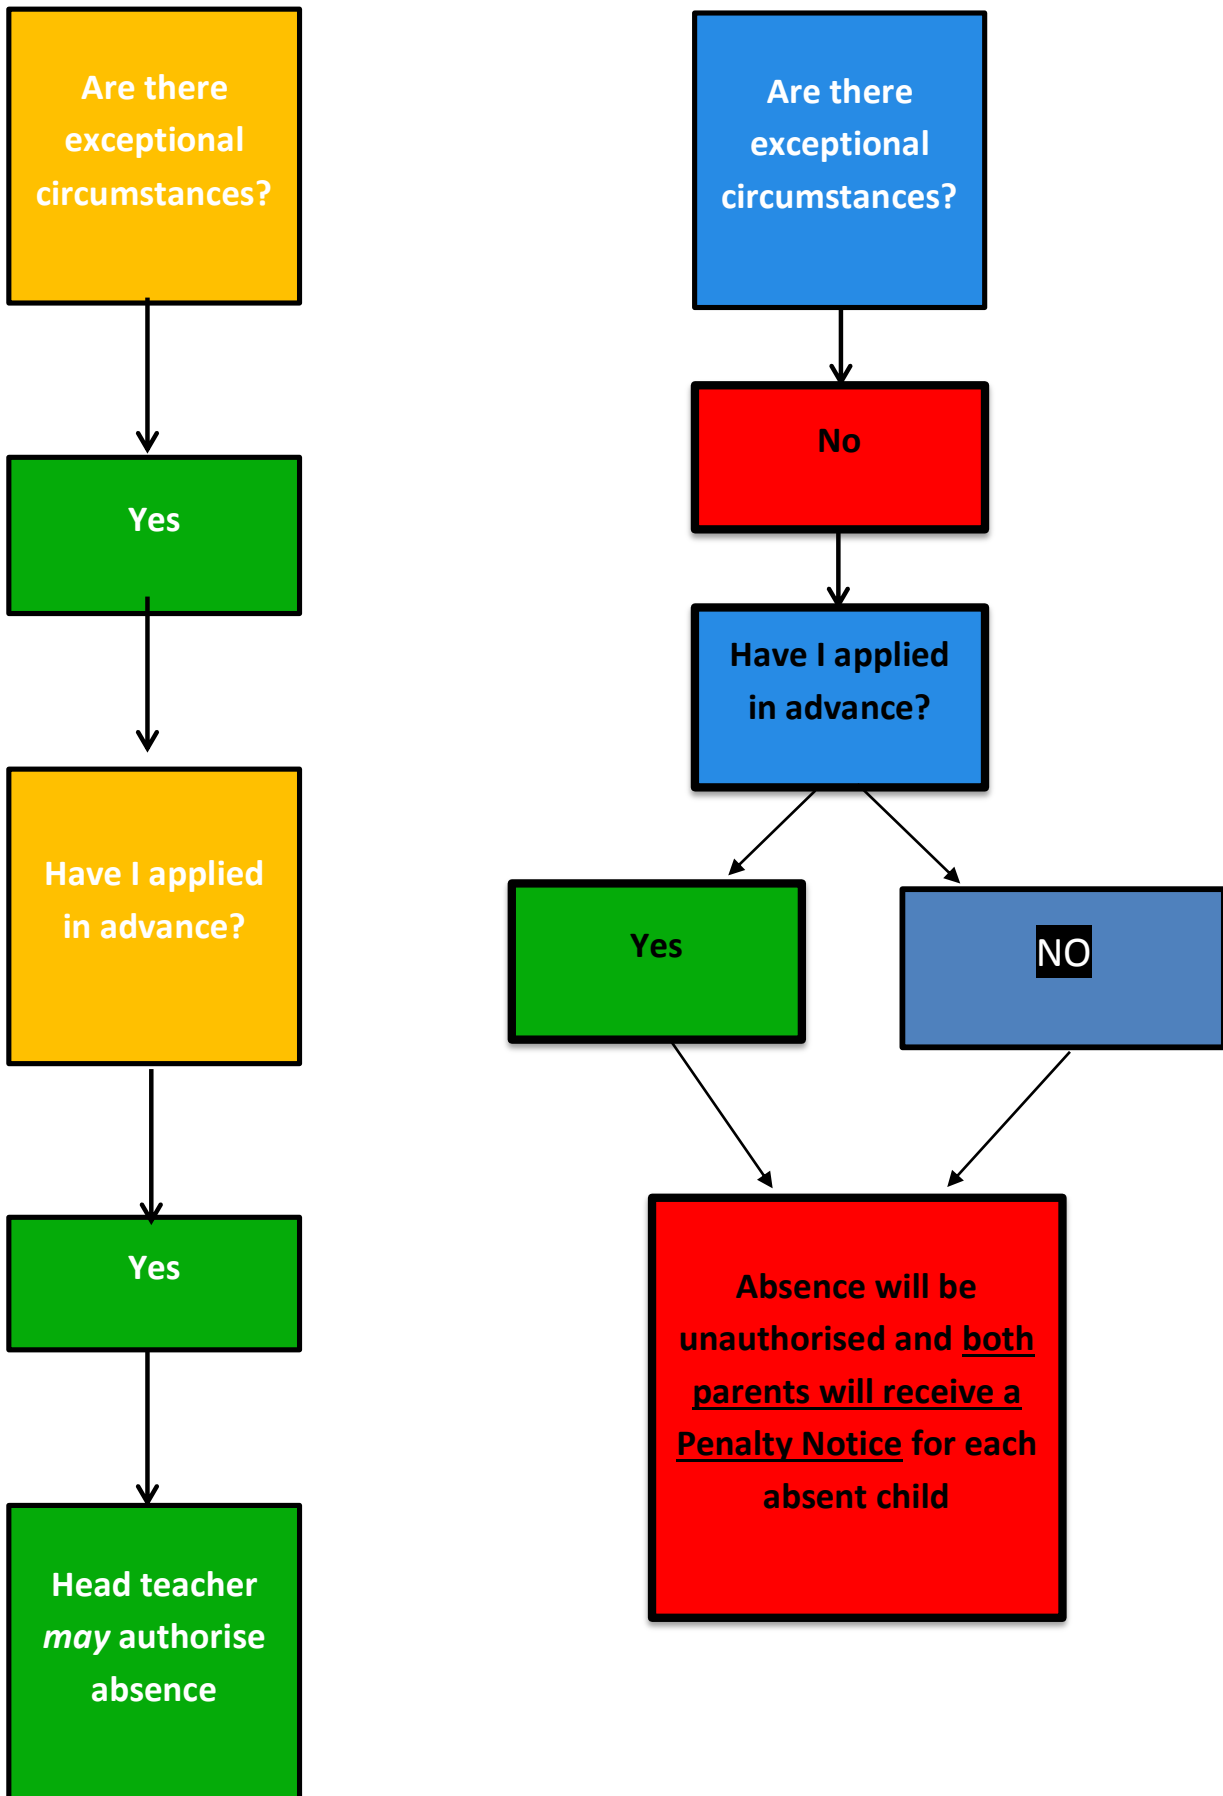 Are there
exceptional
circumstances?
Yes
Have I applied
in advance?
Yes
Head teacher
may authorise
absence
Are there
exceptional
circumstances?
No
Have I applied
in advance?
Yes
NO
Absence will be
unauthorised and both
parents will receive a
Penalty Notice for each
absent child